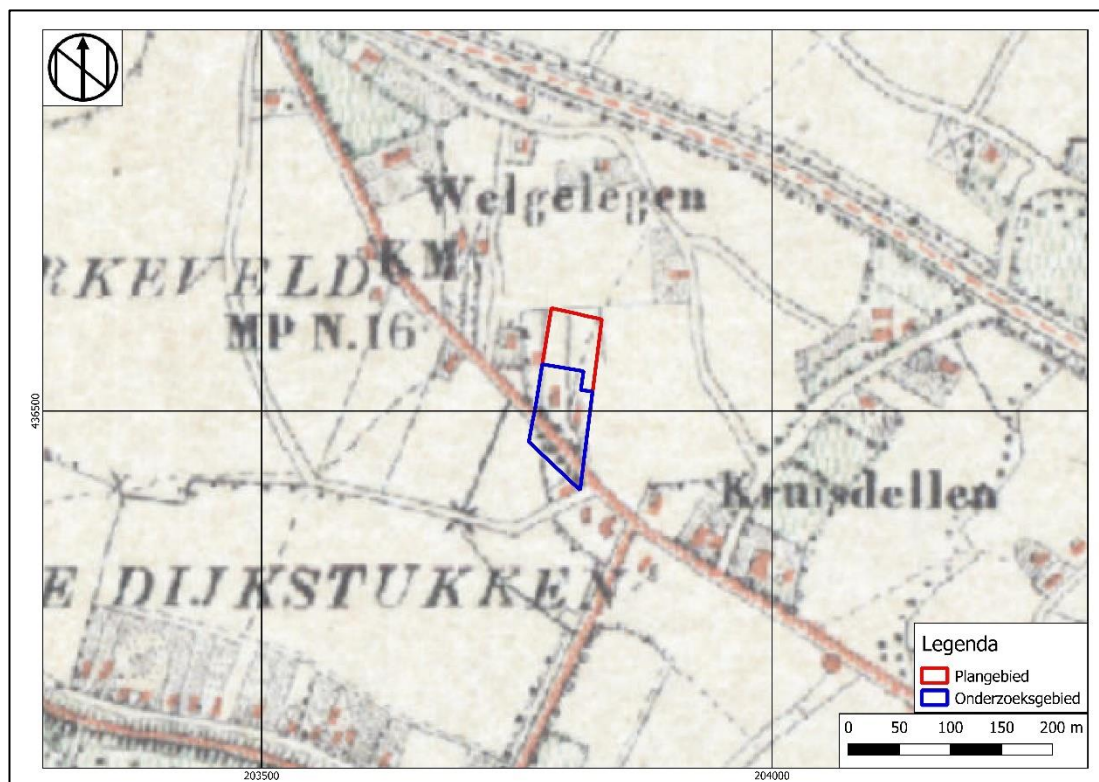 Welgelegen
RKEVELD
KM
MP N.16
436500
Kruisdellen
E DIJKSTUKKEN
Legenda
Plangebied
Onderzoeksgebied
0 50 100 150 200 m
203500
204000